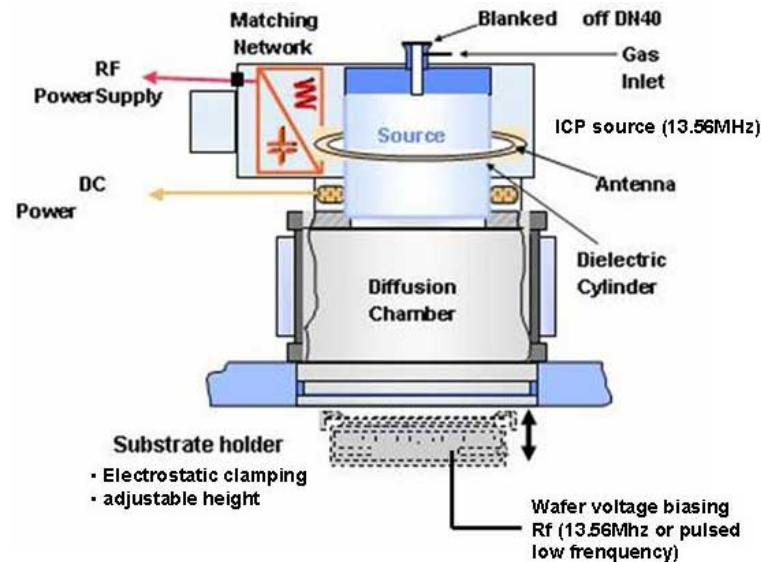 Matching
Network
Blanked off DN40
Gas
Inlet
RF
PowerSupply
ICP source (13.56MHz)
Source
Antenna
DC
Power
Dielectric
Cylinder
Diffusion
Chamber
Substrate holder
• Electrostatic clamping
• adjustable height
Wafer voltage biasing
Rf (13.56Mhz or pulsed
low frenquency)